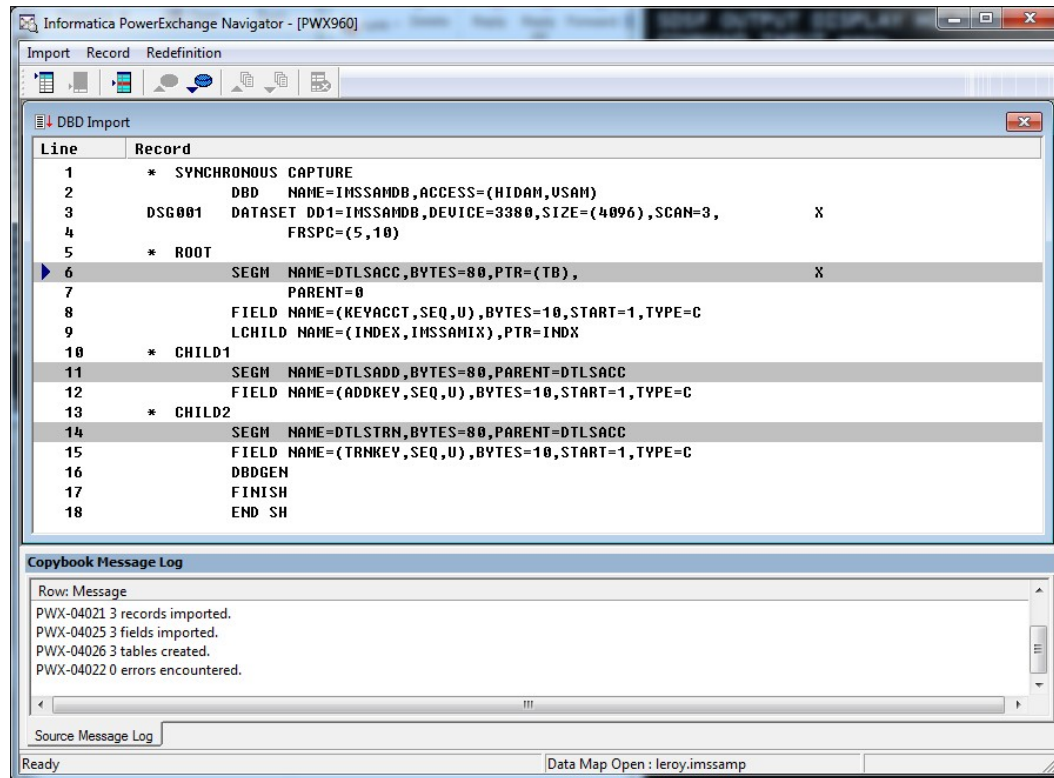 Informatica PowerExchange Navigator - [PWX960]
Import Record Redefinition
DBD Import
Line Record
1 * SYNCHRONOUS CAPTURE
2 DBD NAME=IMSSAMDB,ACCESS=(HIDAM,VSAM)
3 DSG001 DATASET DD1=IMSSAMDB,DEVICE=3380,SIZE=(4096),SCAN=3, X
4 FRSPC=(5,10)
5 * ROOT
6 SEGM NAME=DTLSACC,BYTES=80,PTR=(TB), X
7 PARENT=0
8 FIELD NAME=(KEYACCT,SEQ,U),BYTES=10,START=1,TYPE=C
9 LCHILD NAME=(INDEX,IMSSAMIX),PTR=INDX
10 * CHILD1
11 SEGM NAME=DTLSADD,BYTES=80,PARENT=DTLSACC
12 FIELD NAME=(ADDKEY,SEQ,U),BYTES=10,START=1,TYPE=C
13 * CHILD2
14 SEGM NAME=DTLSTRN,BYTES=80,PARENT=DTLSACC
15 FIELD NAME=(TRNKEY,SEQ,U),BYTES=10,START=1,TYPE=C
16 DBDGEN
17 FINISH
18 END SH
Copybook Message Log
Row: Message
PWX-04021 3 records imported.
PWX-04025 3 fields imported.
PWX-04026 3 tables created.
PWX-04022 0 errors encountered.
Source Message Log
Ready Data Map Open : leroy.imssamp